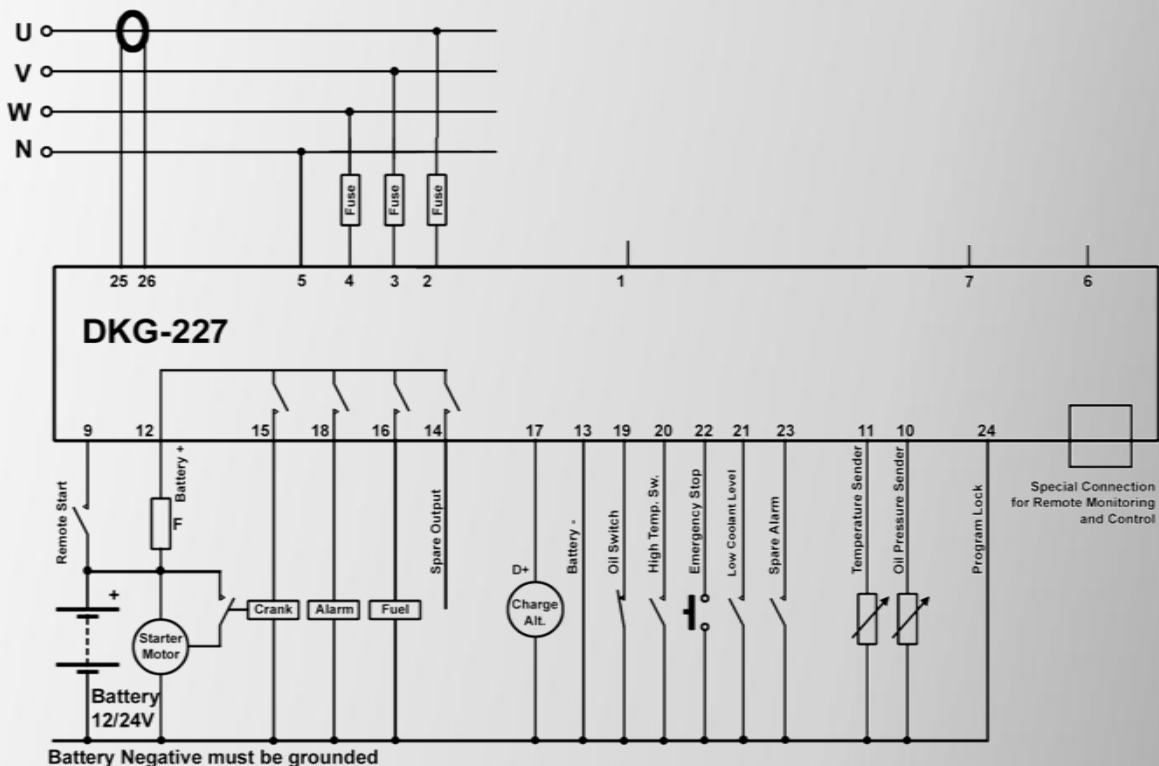 U
V
W
N
Fuse
Fuse
Fuse
25 26 5 4 3 2 1 7 6
DKG-227
9 12 15 18 16 14 17 13 19 20 22 21 23 11 10 24
Remote Start
Battery +
F
Spare Output
D+
Charge
Alt.
Battery -
Oil Switch
High Temp. Sw.
Emergency Stop
Low Coolant Level
Spare Alarm
Temperature Sender
Oil Pressure Sender
Program Lock
Special Connection
for Remote Monitoring
and Control
+
Crank
Alarm
Fuel
Starter
Motor
Battery
12/24V
Battery Negative must be grounded